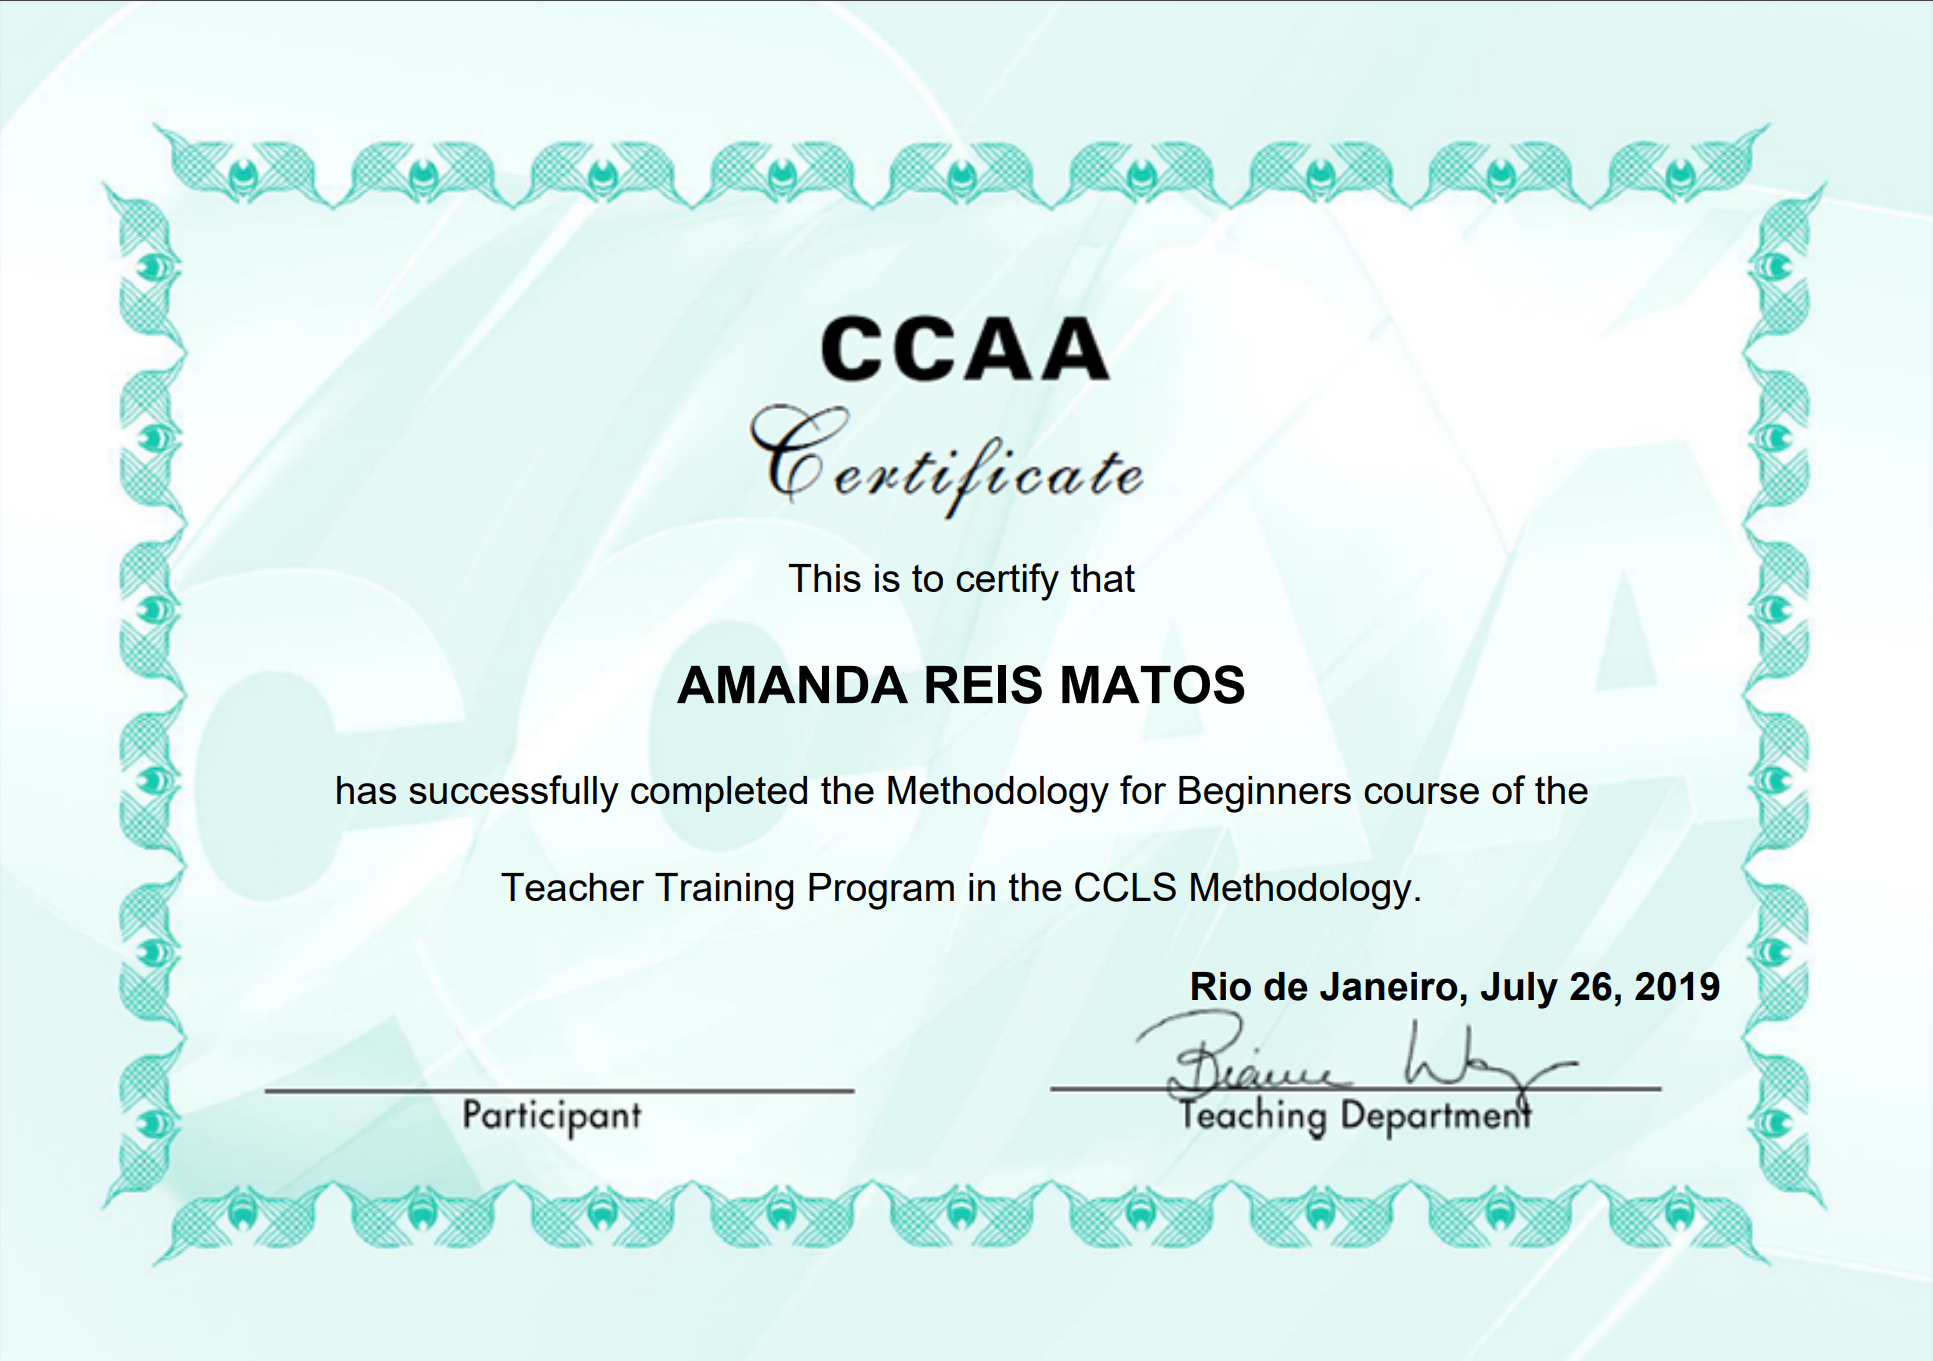 CCAA
Certificate
This is to certify that
AMANDA REIS MATOS
has successfully completed the Methodology for Beginners course of the
Teacher Training Program in the CCLS Methodology.
Rio de Janeiro, July 26, 2019
Participant
Teaching Department